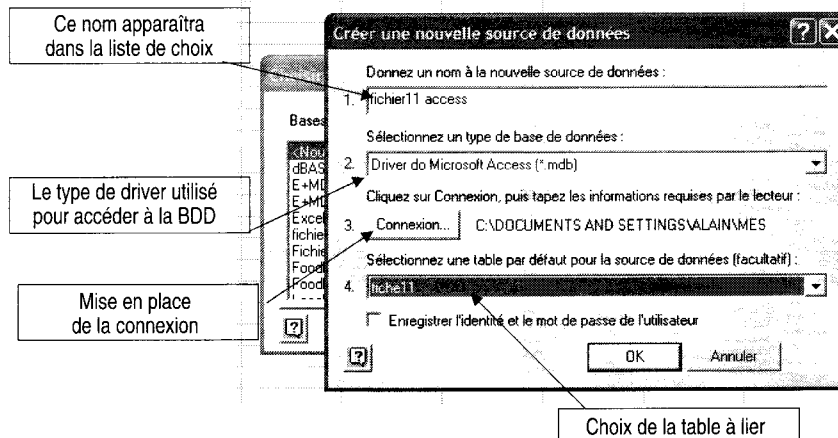 Ce nom apparaîtra
dans la liste de choix
Créer une nouvelle source de données
Donnez un nom à la nouvelle source de données :
1. fichier11 access
Bases
Sélectionnez un type de base de données :
2. Driver do Microsoft Access (*.mdb)
<Nou
dBAS
E+MD
E+MD
Excel
fichie
Fichie
Food
Food
Le type de driver utilisé
pour accéder à la BDD
Cliquez sur Connexion, puis tapez les informations requises par le lecteur :
3. Connexion... C:\DOCUMENTS AND SETTINGS\ALAIN\MES
Sélectionnez une table par défaut pour la source de données (facultatif) :
4. fiche11
Mise en place
de la connexion
Enregistrer l'identité et le mot de passe de l'utilisateur
OK Annuler
Choix de la table à lier